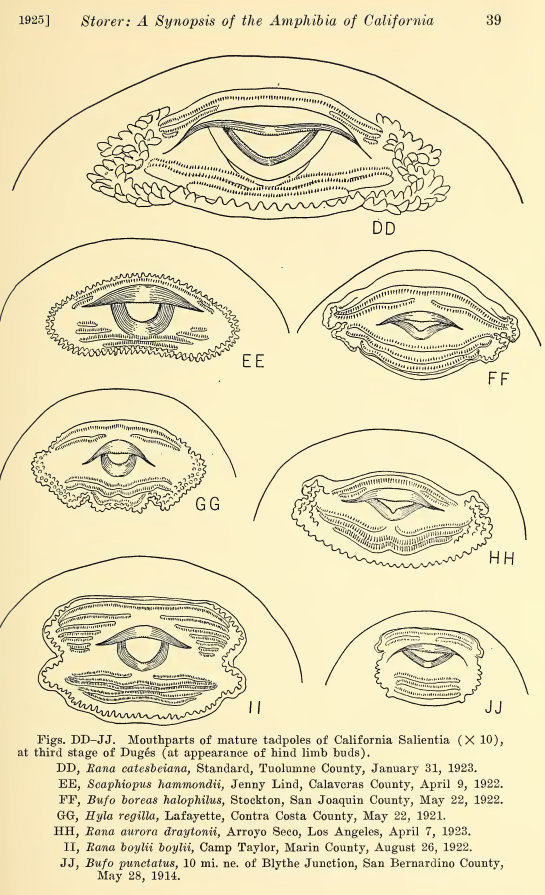 1925] Storer: A Synopsis of the Amphibia of California 39
DD
EE
FF
GG
HH
II
JJ
Figs. DD–JJ. Mouthparts of mature tadpoles of California Salientia (× 10),
at third stage of Dugés (at appearance of hind limb buds).
DD, Rana catesbeiana, Standard, Tuolumne County, January 31, 1923.
EE, Scaphiopus hammondii, Jenny Lind, Calaveras County, April 9, 1922.
FF, Bufo boreas halophilus, Stockton, San Joaquin County, May 22, 1922.
GG, Hyla regilla, Lafayette, Contra Costa County, May 22, 1921.
HH, Rana aurora draytonii, Arroyo Seco, Los Angeles, April 7, 1923.
II, Rana boylii boylii, Camp Taylor, Marin County, August 26, 1922.
JJ, Bufo punctatus, 10 mi. ne. of Blythe Junction, San Bernardino County,
May 28, 1914.